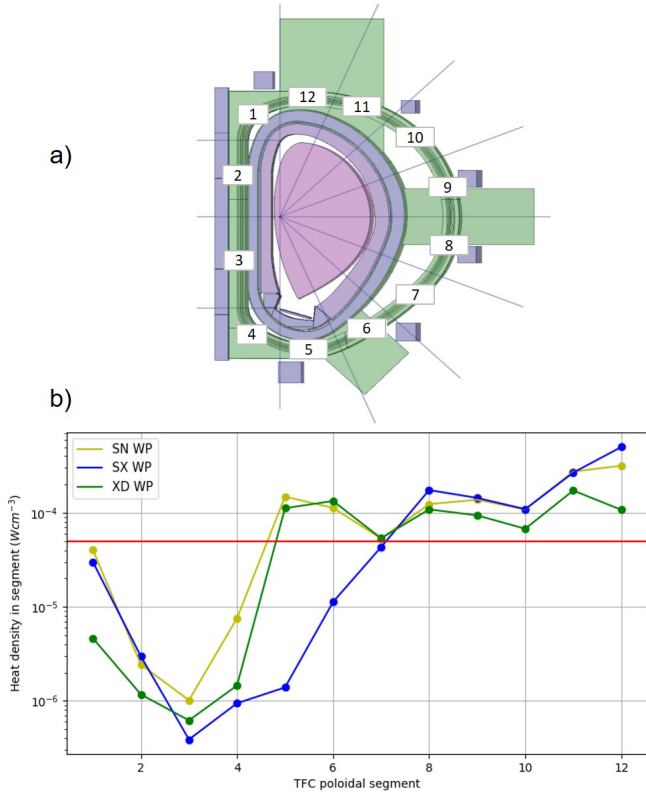 a)
12
1
11
10
2
9
3
8
7
4
6
5
b)
SN WP
SX WP
XD WP
Heat density in segment (Wcm⁻³)
10⁻⁴
10⁻⁵
10⁻⁶
2 4 6 8 10 12
TFC poloidal segment